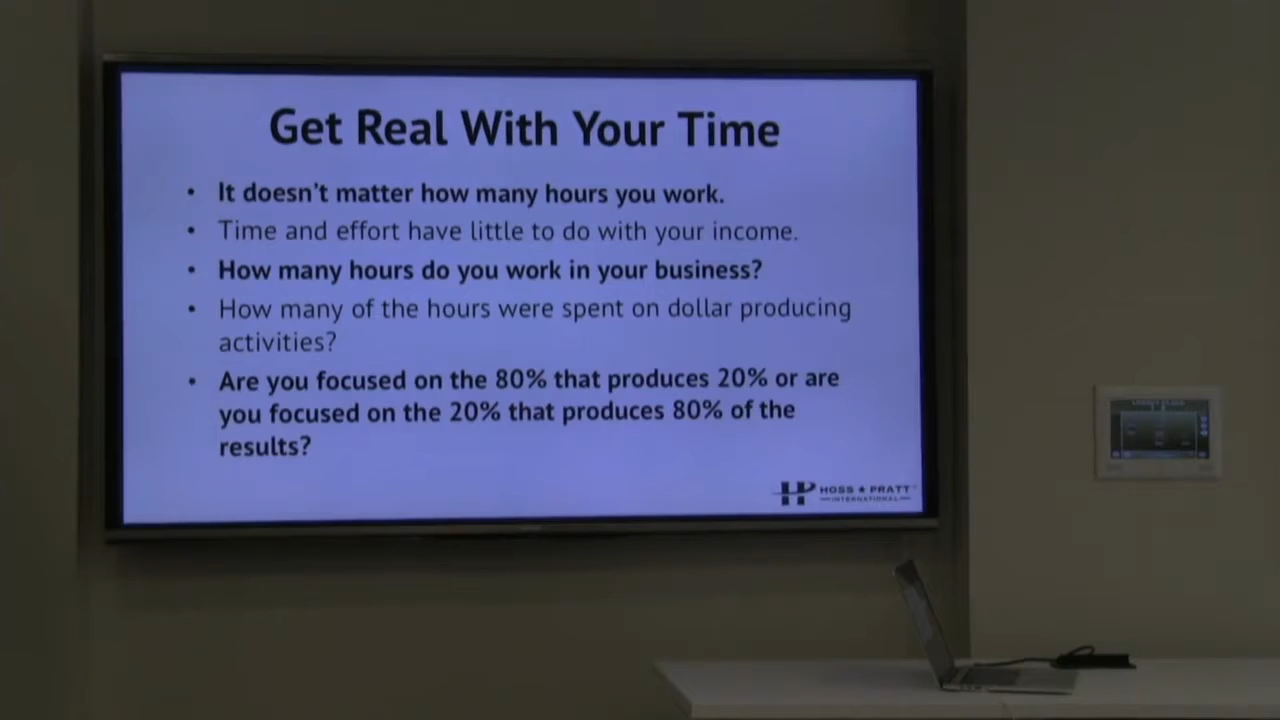 Get Real With Your Time
• It doesn't matter how many hours you work.
• Time and effort have little to do with your income.
• How many hours do you work in your business?
• How many of the hours were spent on dollar producing
activities?
• Are you focused on the 80% that produces 20% or are
you focused on the 20% that produces 80% of the
results?
HP HOSS ★ PRATT
INTERNATIONAL